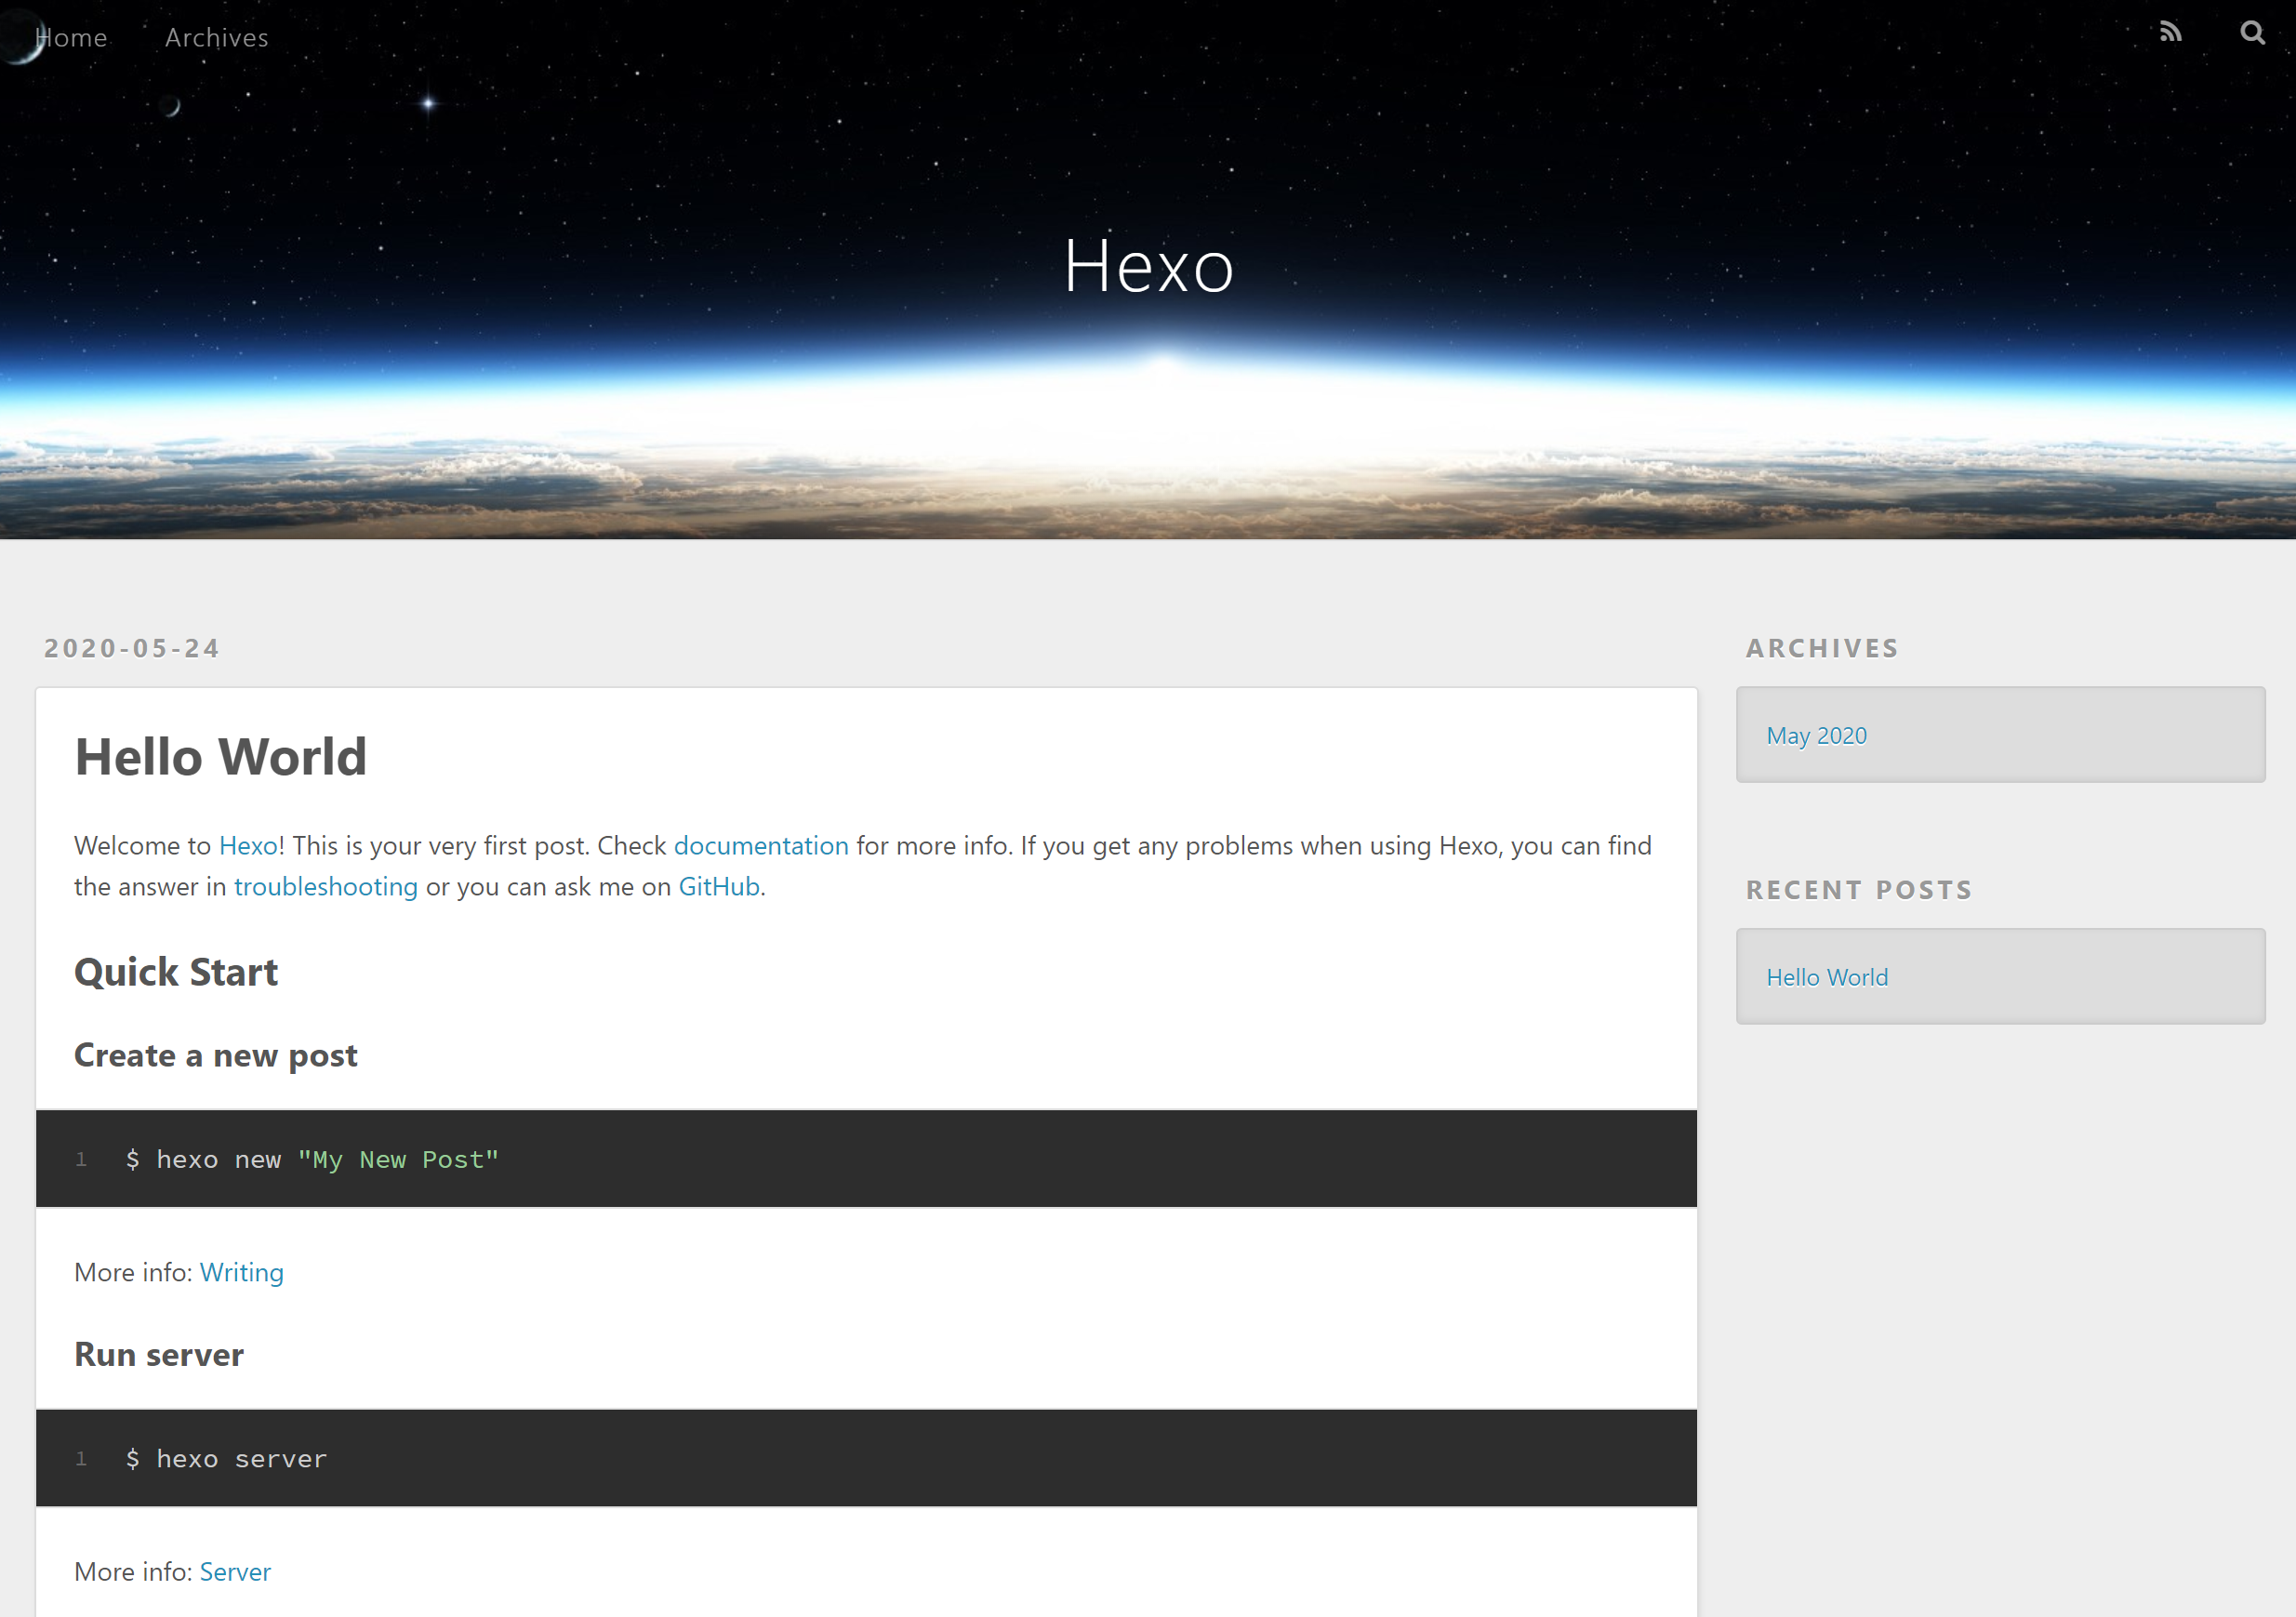 Home Archives
Hexo
2020-05-24
Hello World
Welcome to Hexo! This is your very first post. Check documentation for more info. If you get any problems when using Hexo, you can find
the answer in troubleshooting or you can ask me on GitHub.
Quick Start
Create a new post
1 $ hexo new "My New Post"
More info: Writing
Run server
1 $ hexo server
More info: Server
ARCHIVES
May 2020
RECENT POSTS
Hello World